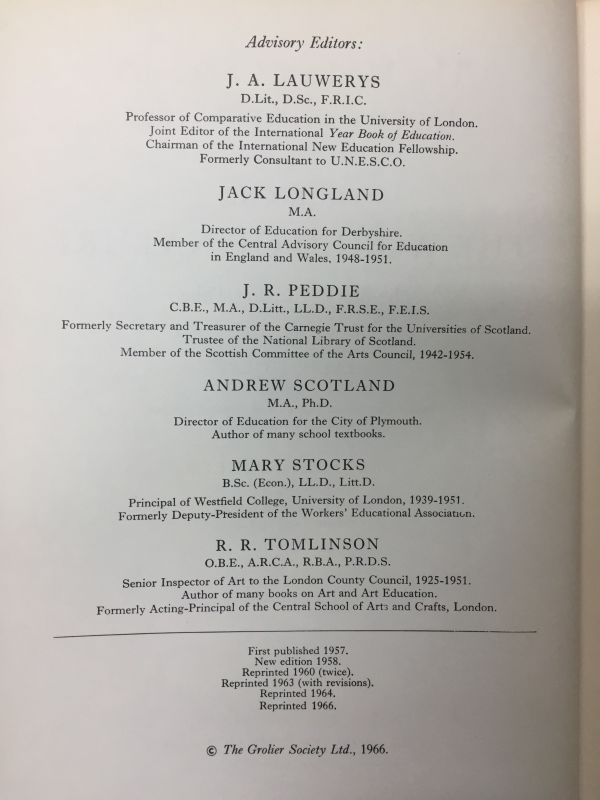 Advisory Editors:
J. A. LAUWERYS
D.Lit., D.Sc., F.R.I.C.
Professor of Comparative Education in the University of London.
Joint Editor of the International Year Book of Education.
Chairman of the International New Education Fellowship.
Formerly Consultant to U.N.E.S.C.O.
JACK LONGLAND
M.A.
Director of Education for Derbyshire.
Member of the Central Advisory Council for Education
in England and Wales, 1948-1951.
J. R. PEDDIE
C.B.E., M.A., D.Litt., LL.D., F.R.S.E., F.E.I.S.
Formerly Secretary and Treasurer of the Carnegie Trust for the Universities of Scotland.
Trustee of the National Library of Scotland.
Member of the Scottish Committee of the Arts Council, 1942-1954.
ANDREW SCOTLAND
M.A., Ph.D.
Director of Education for the City of Plymouth.
Author of many school textbooks.
MARY STOCKS
B.Sc. (Econ.), LL.D., Litt.D.
Principal of Westfield College, University of London, 1939-1951.
Formerly Deputy-President of the Workers' Educational Association.
R. R. TOMLINSON
O.B.E., A.R.C.A., R.B.A., P.R.D.S.
Senior Inspector of Art to the London County Council, 1925-1951.
Author of many books on Art and Art Education.
Formerly Acting-Principal of the Central School of Arts and Crafts, London.
First published 1957.
New edition 1958.
Reprinted 1960 (twice).
Reprinted 1963 (with revisions).
Reprinted 1964.
Reprinted 1966.
© The Grolier Society Ltd., 1966.